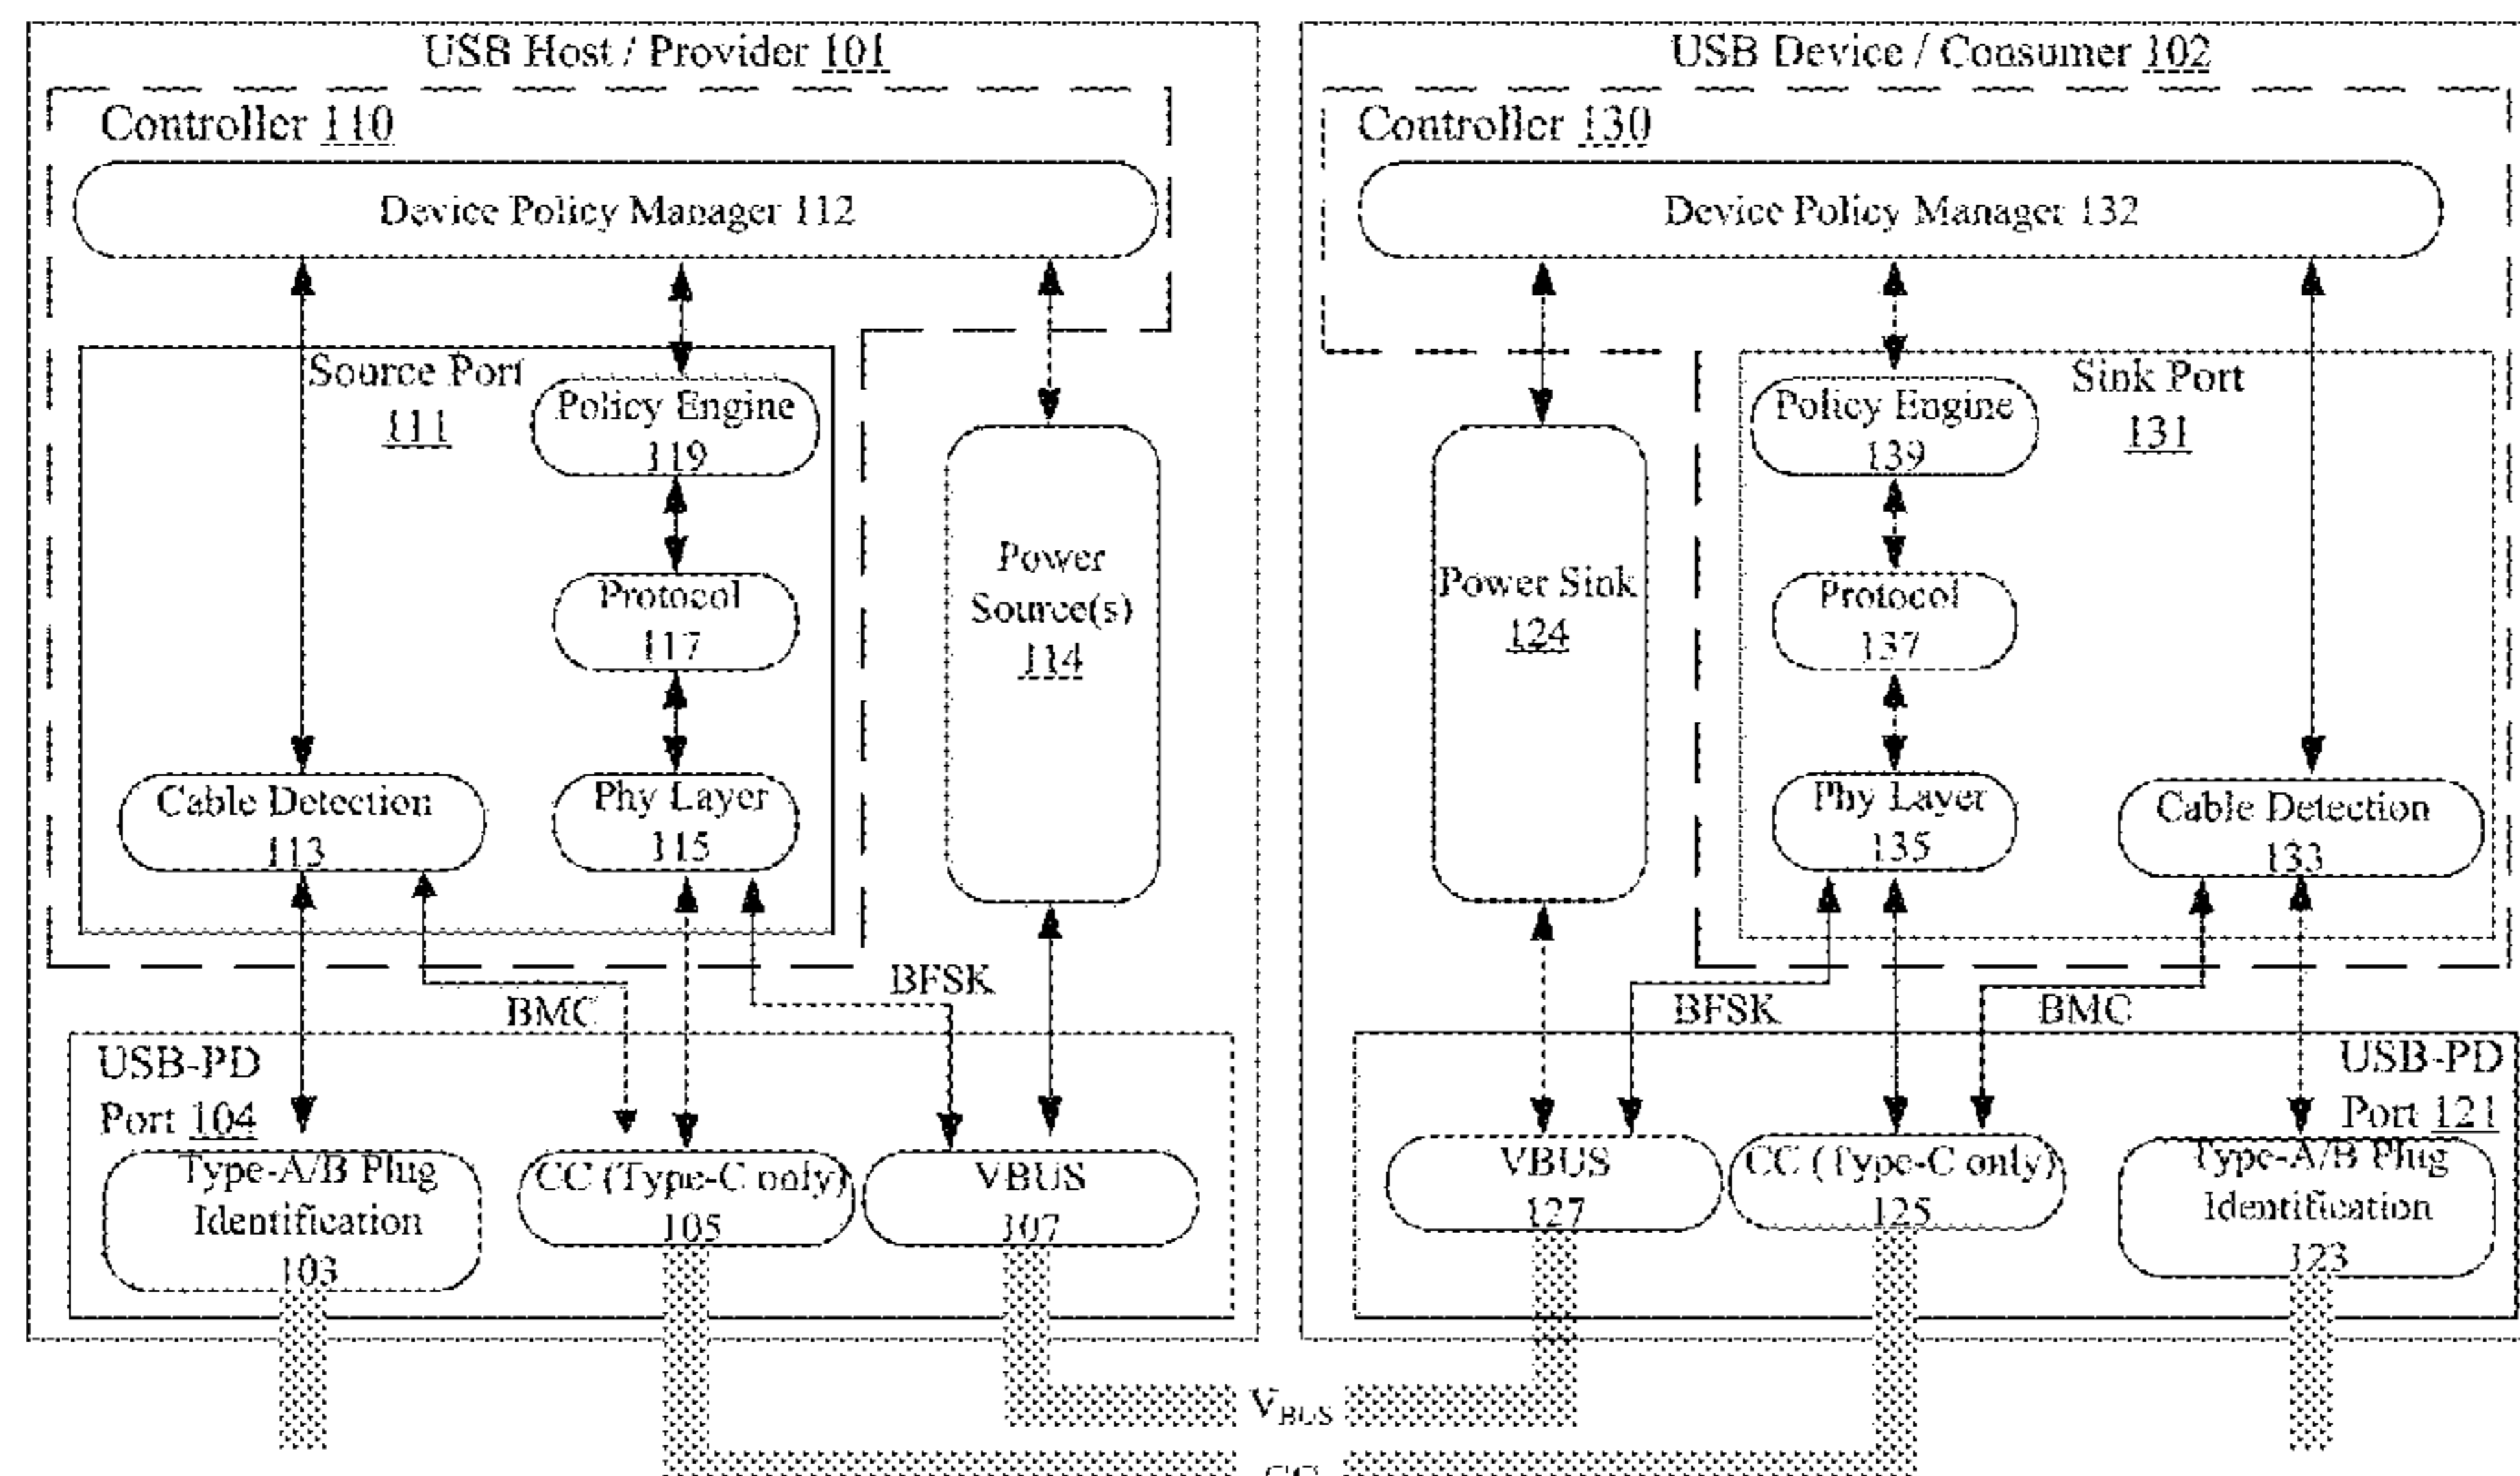 USB Host / Provider 101
Controller 110
Device Policy Manager 112
Source Port
111
Policy Engine
119
Protocol
117
Power
Source(s)
114
Cable Detection
113
Phy Layer
115
BMC
BFSK
USB-PD
Port 104
Type-A/B Plug
Identification
103
CC (Type-C only)
105
VBUS
107
USB Device / Consumer 102
Controller 130
Device Policy Manager 132
Power Sink
124
Policy Engine
139
Sink Port
131
Protocol
137
Phy Layer
135
Cable Detection
133
BFSK
BMC
USB-PD
Port 121
VBUS
127
CC (Type-C only)
125
Type-A/B Plug
Identification
123
VBUS